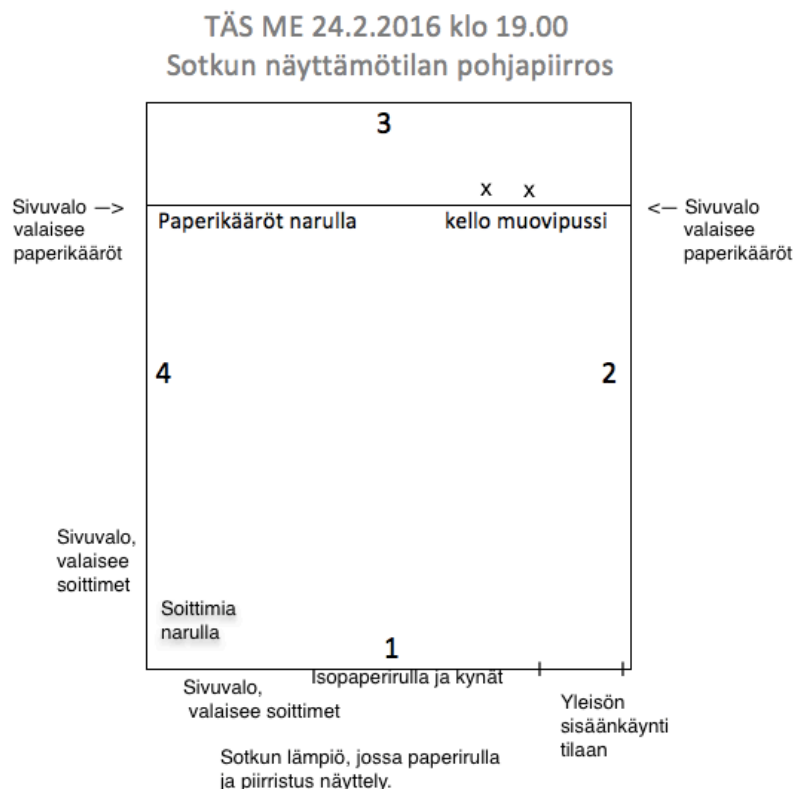 TÄS ME 24.2.2016 klo 19.00
Sotkun näyttämötilan pohjapiirros
3
x x
Sivuvalo —>
valaisee
paperikääröt
Paperikääröt narulla
kello muovipussi
<— Sivuvalo
valaisee
paperikääröt
4
2
Sivuvalo,
valaisee
soittimet
Soittimia
narulla
1
Isopaperirulla ja kynät
Sivuvalo,
valaisee soittimet
Yleisön
sisäänkäynti
tilaan
Sotkun lämpiö, jossa paperirulla
ja piirristus näyttely.